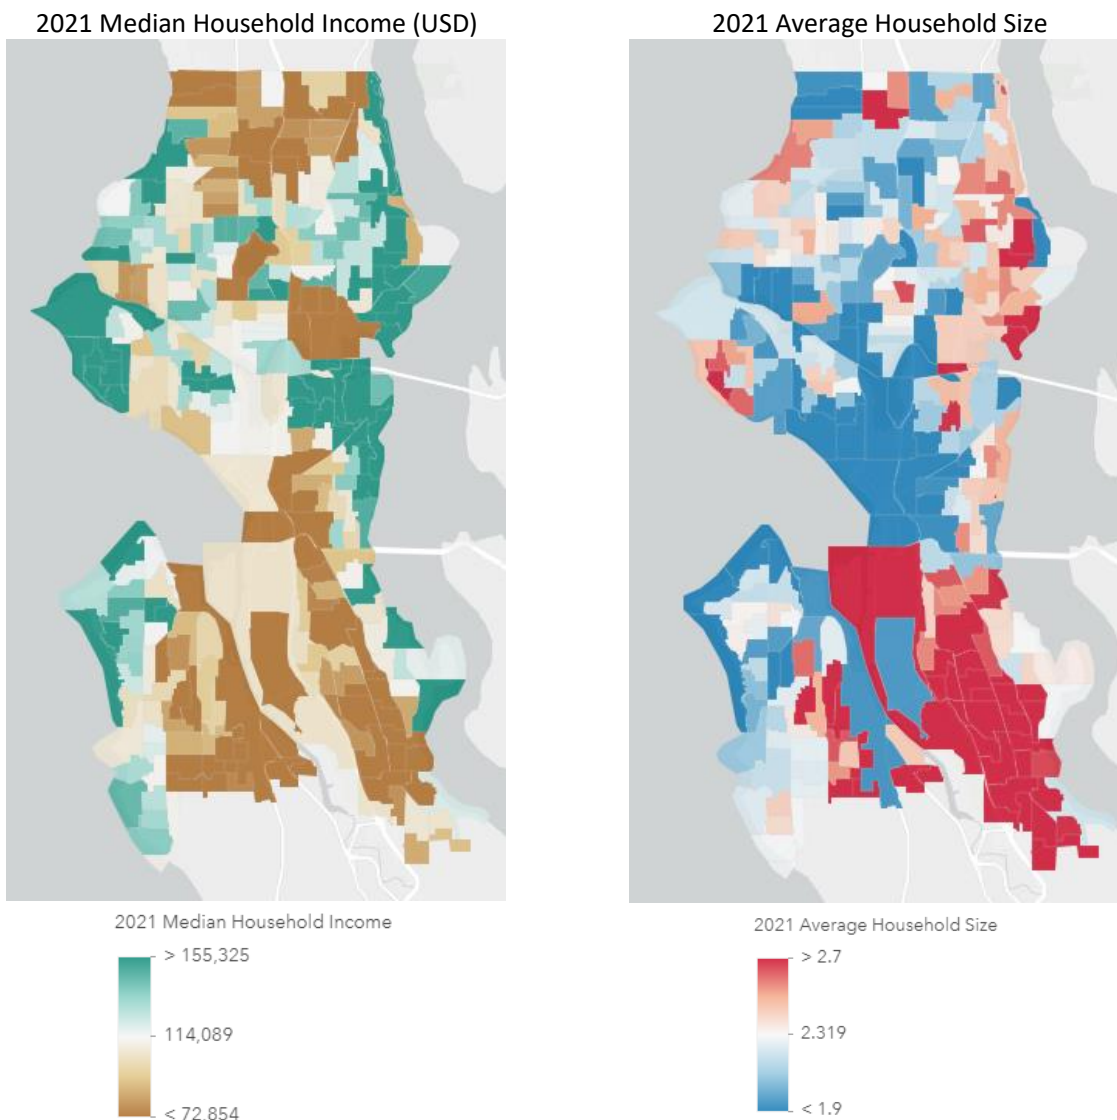 2021 Median Household Income (USD)
2021 Average Household Size
2021 Median Household Income
> 155,325
114,089
< 72,854
2021 Average Household Size
> 2.7
2.319
< 1.9